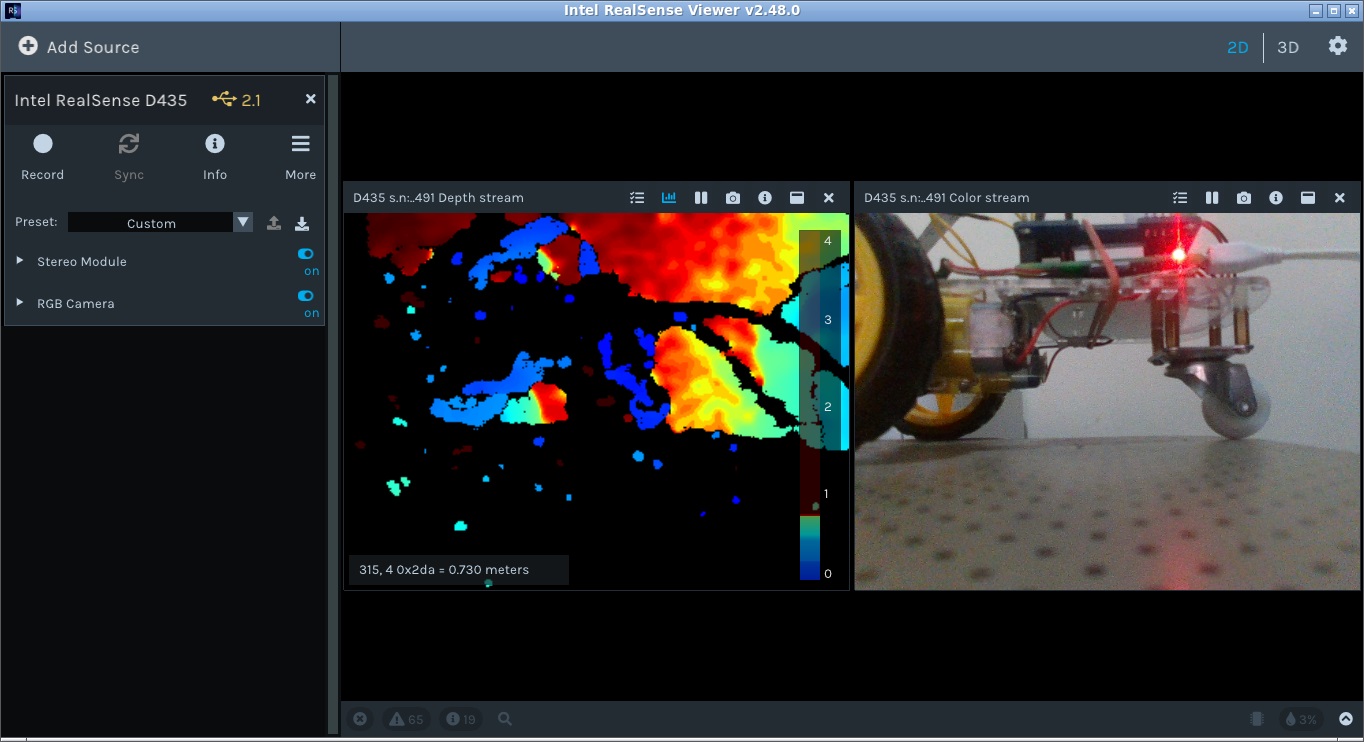 RS
Intel RealSense Viewer v2.48.0
Add Source
2D
3D
Intel RealSense D435
2.1
Record
Sync
Info
More
Preset:
Custom
Stereo Module
on
RGB Camera
on
D435 s.n:..491 Depth stream
4
3
2
1
0
315, 4 0x2da = 0.730 meters
D435 s.n:..491 Color stream
65
19
3%